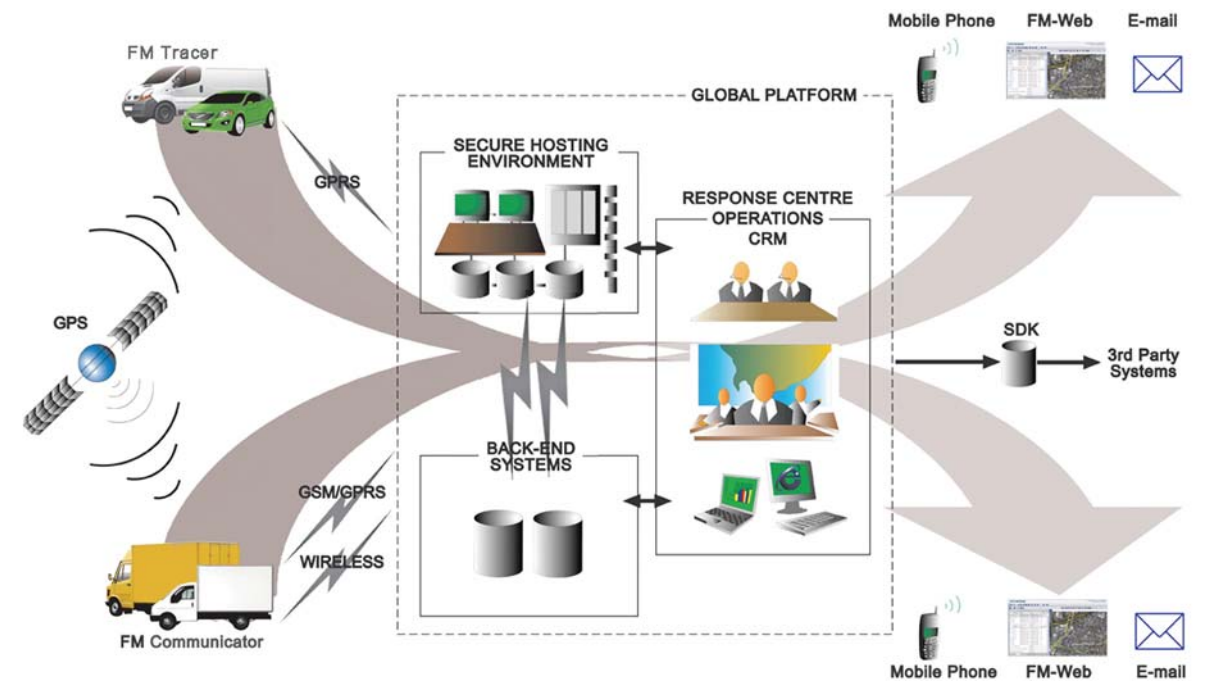 Mobile Phone
FM-Web
E-mail
FM Tracer
GLOBAL PLATFORM
SECURE HOSTING
ENVIRONMENT
GPRS
RESPONSE CENTRE
OPERATIONS
CRM
GPS
SDK
3rd Party
Systems
BACK-END
SYSTEMS
GSM/GPRS
WIRELESS
FM Communicator
Mobile Phone
FM-Web
E-mail